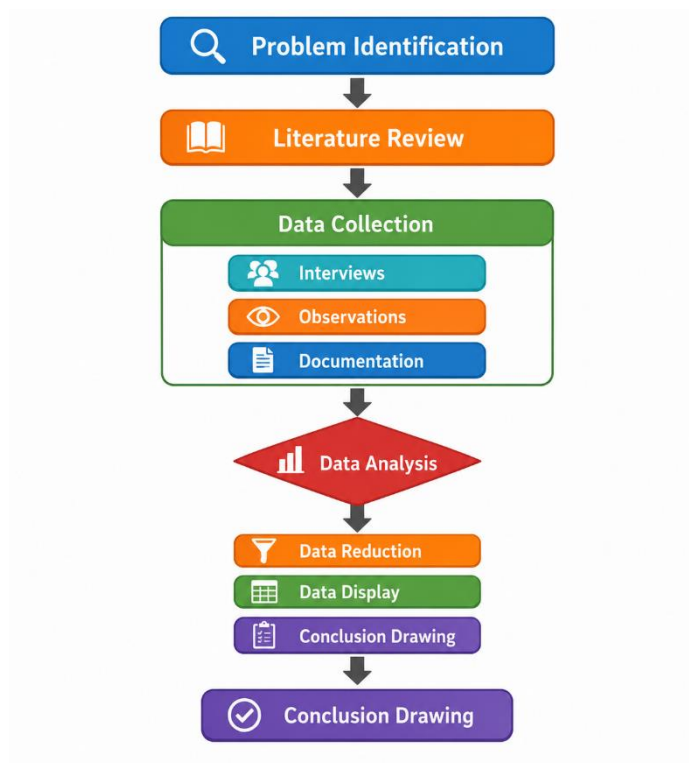 Problem Identification
Literature Review
Data Collection
Interviews
Observations
Documentation
Data Analysis
Data Reduction
Data Display
Conclusion Drawing
Conclusion Drawing